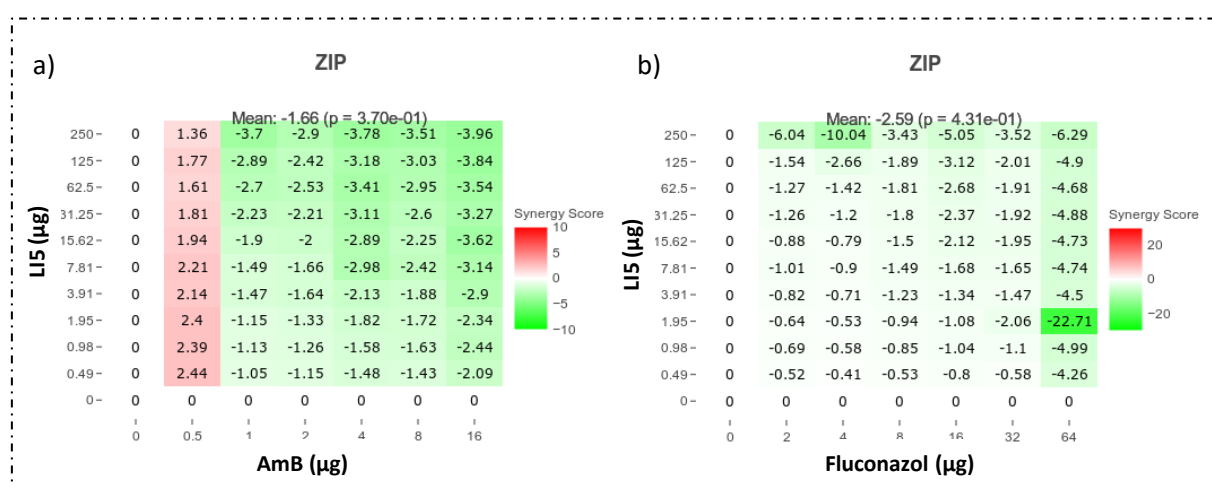 a)
ZIP
Mean: -1.66 (p = 3.70e-01)
250 0 1.36 -3.7 -2.9 -3.78 -3.51 -3.96
125 0 1.77 -2.89 -2.42 -3.18 -3.03 -3.84
62.5 0 1.61 -2.7 -2.53 -3.41 -2.95 -3.54
31.25 0 1.81 -2.23 -2.21 -3.11 -2.6 -3.27
15.62 0 1.94 -1.9 -2 -2.89 -2.25 -3.62
7.81 0 2.21 -1.49 -1.66 -2.98 -2.42 -3.14
3.91 0 2.14 -1.47 -1.64 -2.13 -1.88 -2.9
1.95 0 2.4 -1.15 -1.33 -1.82 -1.72 -2.34
0.98 0 2.39 -1.13 -1.26 -1.58 -1.63 -2.44
0.49 0 2.44 -1.05 -1.15 -1.48 -1.43 -2.09
0 0 0 0 0 0 0 0
0 0.5 1 2 4 8 16
LI5 (μg)
AmB (μg)
Synergy Score
10
5
0
−5
−10
b)
ZIP
Mean: -2.59 (p = 4.31e-01)
250 0 -6.04 -10.04 -3.43 -5.05 -3.52 -6.29
125 0 -1.54 -2.66 -1.89 -3.12 -2.01 -4.9
62.5 0 -1.27 -1.42 -1.81 -2.68 -1.91 -4.68
31.25 0 -1.26 -1.2 -1.8 -2.37 -1.92 -4.88
15.62 0 -0.88 -0.79 -1.5 -2.12 -1.95 -4.73
7.81 0 -1.01 -0.9 -1.49 -1.68 -1.65 -4.74
3.91 0 -0.82 -0.71 -1.23 -1.34 -1.47 -4.5
1.95 0 -0.64 -0.53 -0.94 -1.08 -2.06 -22.71
0.98 0 -0.69 -0.58 -0.85 -1.04 -1.1 -4.99
0.49 0 -0.52 -0.41 -0.53 -0.8 -0.58 -4.26
0 0 0 0 0 0 0 0
0 2 4 8 16 32 64
LI5 (μg)
Fluconazol (μg)
Synergy Score
20
0
−20